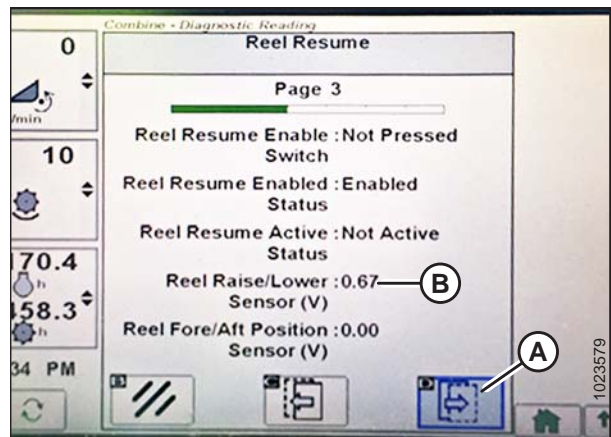 Combine - Diagnostic Reading
Reel Resume
Page 3
Reel Resume Enable : Not Pressed
Switch
Reel Resume Enabled : Enabled
Status
Reel Resume Active : Not Active
Status
Reel Raise/Lower : 0.67
Sensor (V)
Reel Fore/Aft Position : 0.00
Sensor (V)
0
/min
10
170.4
h
458.3
h
34 PM
B
A
1023579